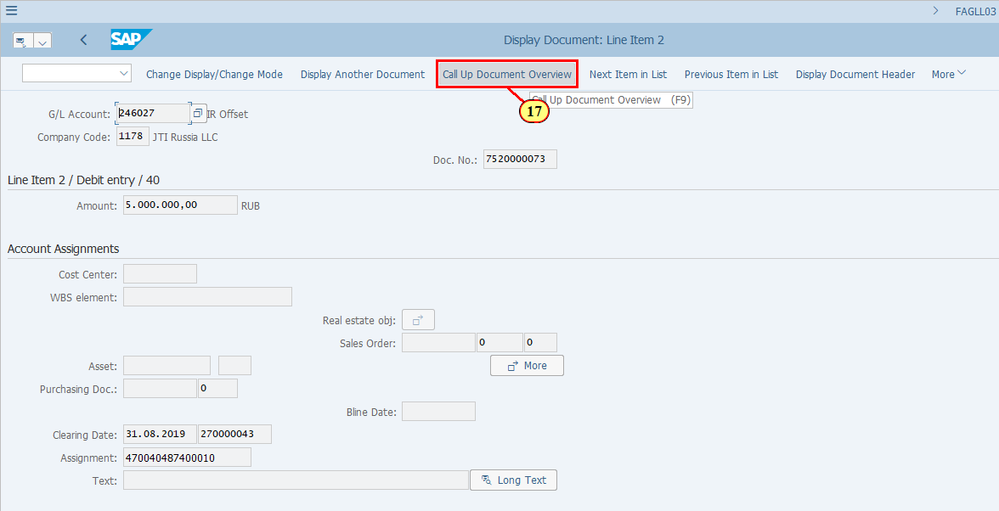 FAGLL03
SAP
Display Document: Line Item 2
Change Display/Change Mode Display Another Document Call Up Document Overview Next Item in List Previous Item in List Display Document Header More
Call Up Document Overview (F9)
17
G/L Account: 246027 IR Offset
Company Code: 1178 JTI Russia LLC
Doc. No.: 7520000073
Line Item 2 / Debit entry / 40
Amount: 5.000.000,00 RUB
Account Assignments
Cost Center:
WBS element:
Real estate obj:
Sales Order: 0 0
Asset: More
Purchasing Doc.: 0
Bline Date:
Clearing Date: 31.08.2019 270000043
Assignment: 470040487400010
Text: Long Text